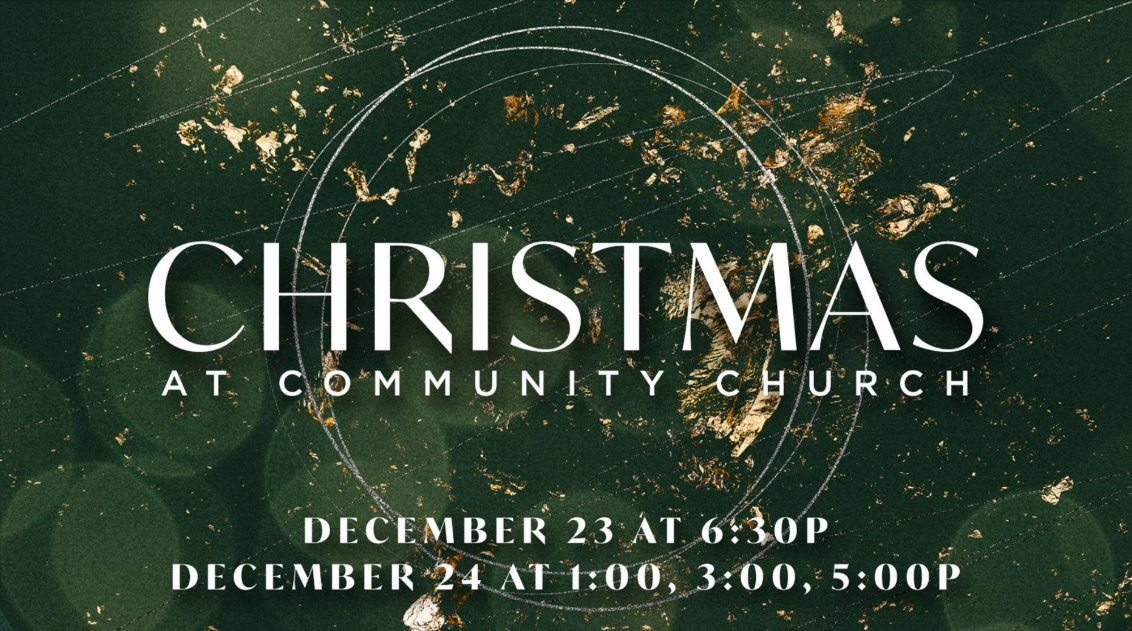 CHRISTMAS
AT COMMUNITY CHURCH
DECEMBER 23 AT 6:30P
DECEMBER 24 AT 1:00, 3:00, 5:00P